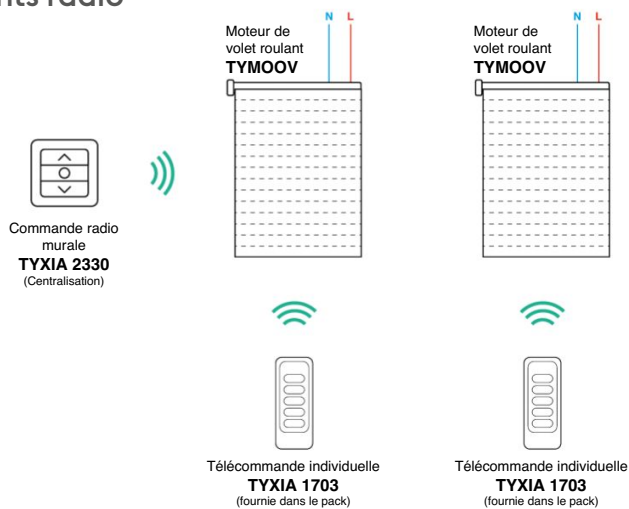 nts radio
Moteur de
volet roulant
TYMOOV
N L
Moteur de
volet roulant
TYMOOV
N L
Commande radio
murale
TYXIA 2330
(Centralisation)
Télécommande individuelle
TYXIA 1703
(fournie dans le pack)
Télécommande individuelle
TYXIA 1703
(fournie dans le pack)